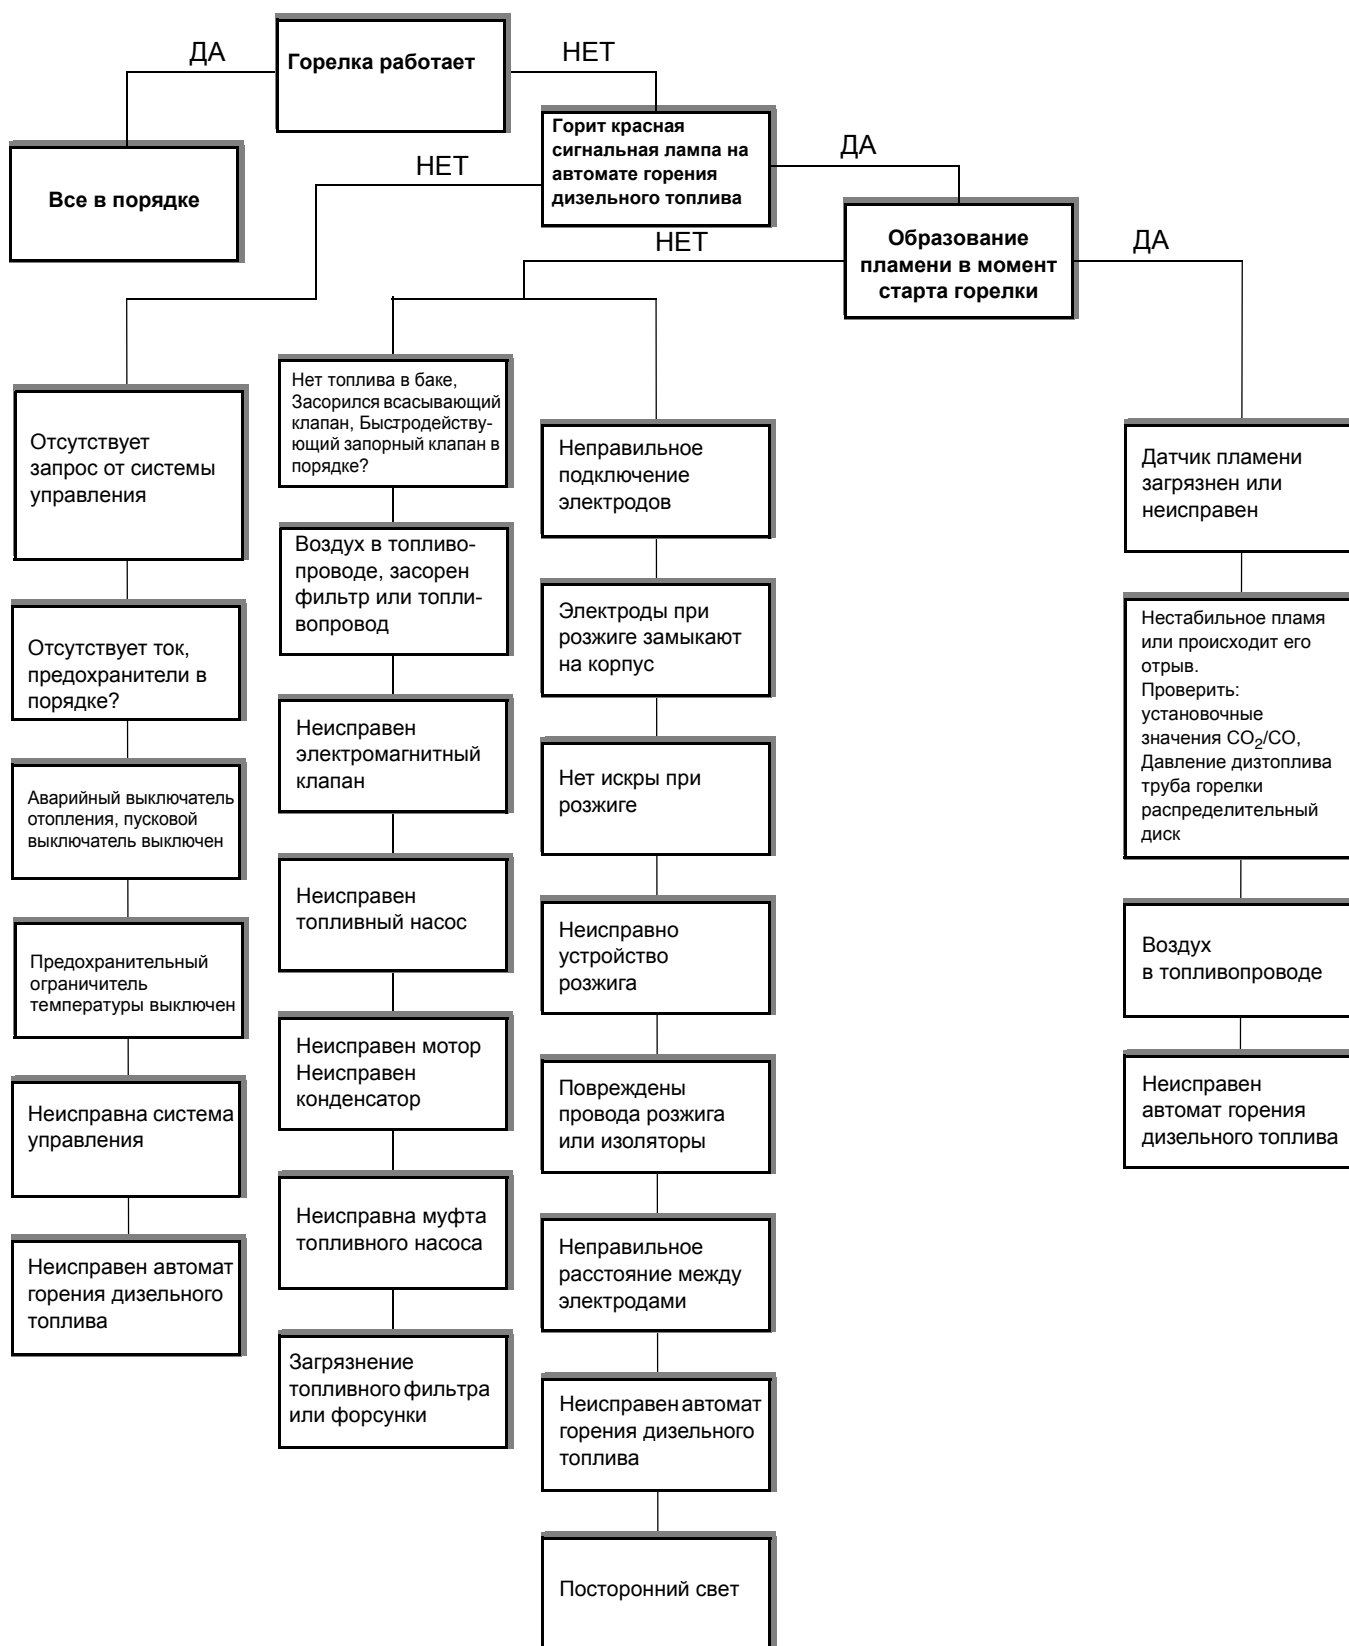 ДА
Горелка работает
НЕТ
Все в порядке
НЕТ
Горит красная
сигнальная лампа на
автомате горения
дизельного топлива
ДА
НЕТ
Образование
пламени в момент
старта горелки
ДА
Отсутствует
запрос от системы
управления
Отсутствует ток,
предохранители в
порядке?
Аварийный выключатель
отопления, пусковой
выключатель выключен
Предохранительный
ограничитель
температуры выключен
Неисправна система
управления
Неисправен автомат
горения дизельного
топлива
Нет топлива в баке,
Засорился всасывающий
клапан, Быстродейству-
ющий запорный клапан в
порядке?
Воздух в топливо-
проводе, засорен
фильтр или топли-
вопровод
Неисправен
электромагнитный
клапан
Неисправен
топливный насос
Неисправен мотор
Неисправен
конденсатор
Неисправна муфта
топливного насоса
Загрязнение
топливного фильтра
или форсунки
Неправильное
подключение
электродов
Электроды при
розжиге замыкают
на корпус
Нет искры при
розжиге
Неисправно
устройство
розжига
Повреждены
провода розжига
или изоляторы
Неправильное
расстояние между
электродами
Неисправен автомат
горения дизельного
топлива
Посторонний свет
Датчик пламени
загрязнен или
неисправен
Нестабильное пламя
или происходит его
отрыв.
Проверить:
установочные
значения CO₂/CO,
Давление дизтоплива
труба горелки
распределительный
диск
Воздух
в топливопроводе
Неисправен
автомат горения
дизельного топлива